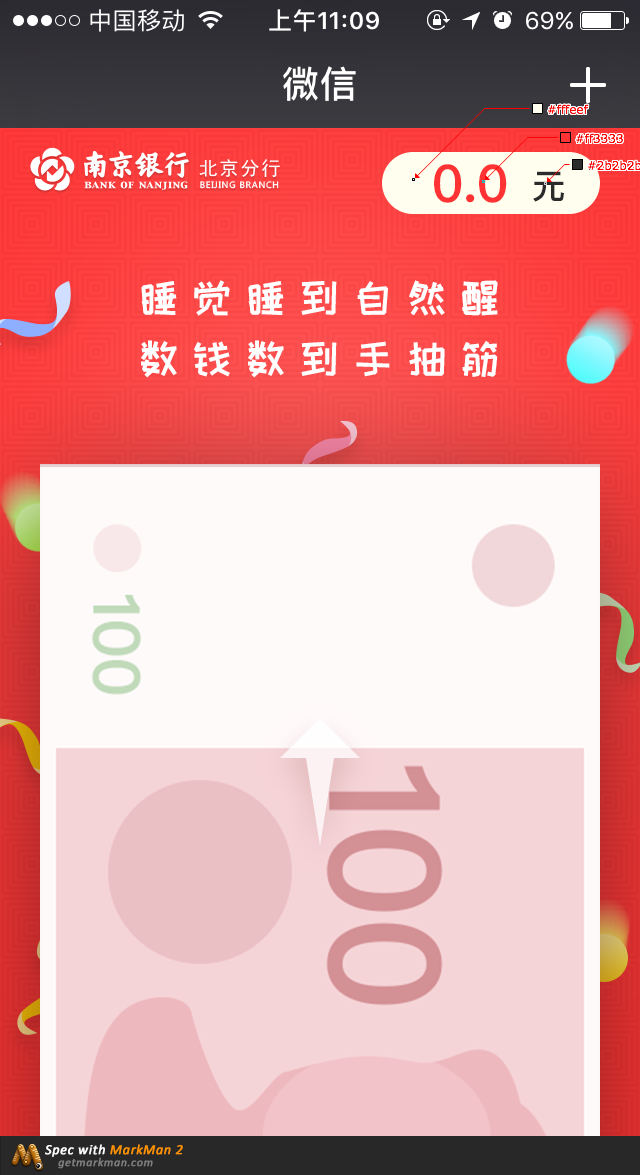 中国移动 上午11:09 69%
微信
#fffeef
#ff3333
#2b2b2b
南京银行 北京分行
BANK OF NANJING BEIJING BRANCH
0.0 元
睡觉睡到自然醒
数钱数到手抽筋
100
100
Spec with MarkMan 2
getmarkman.com